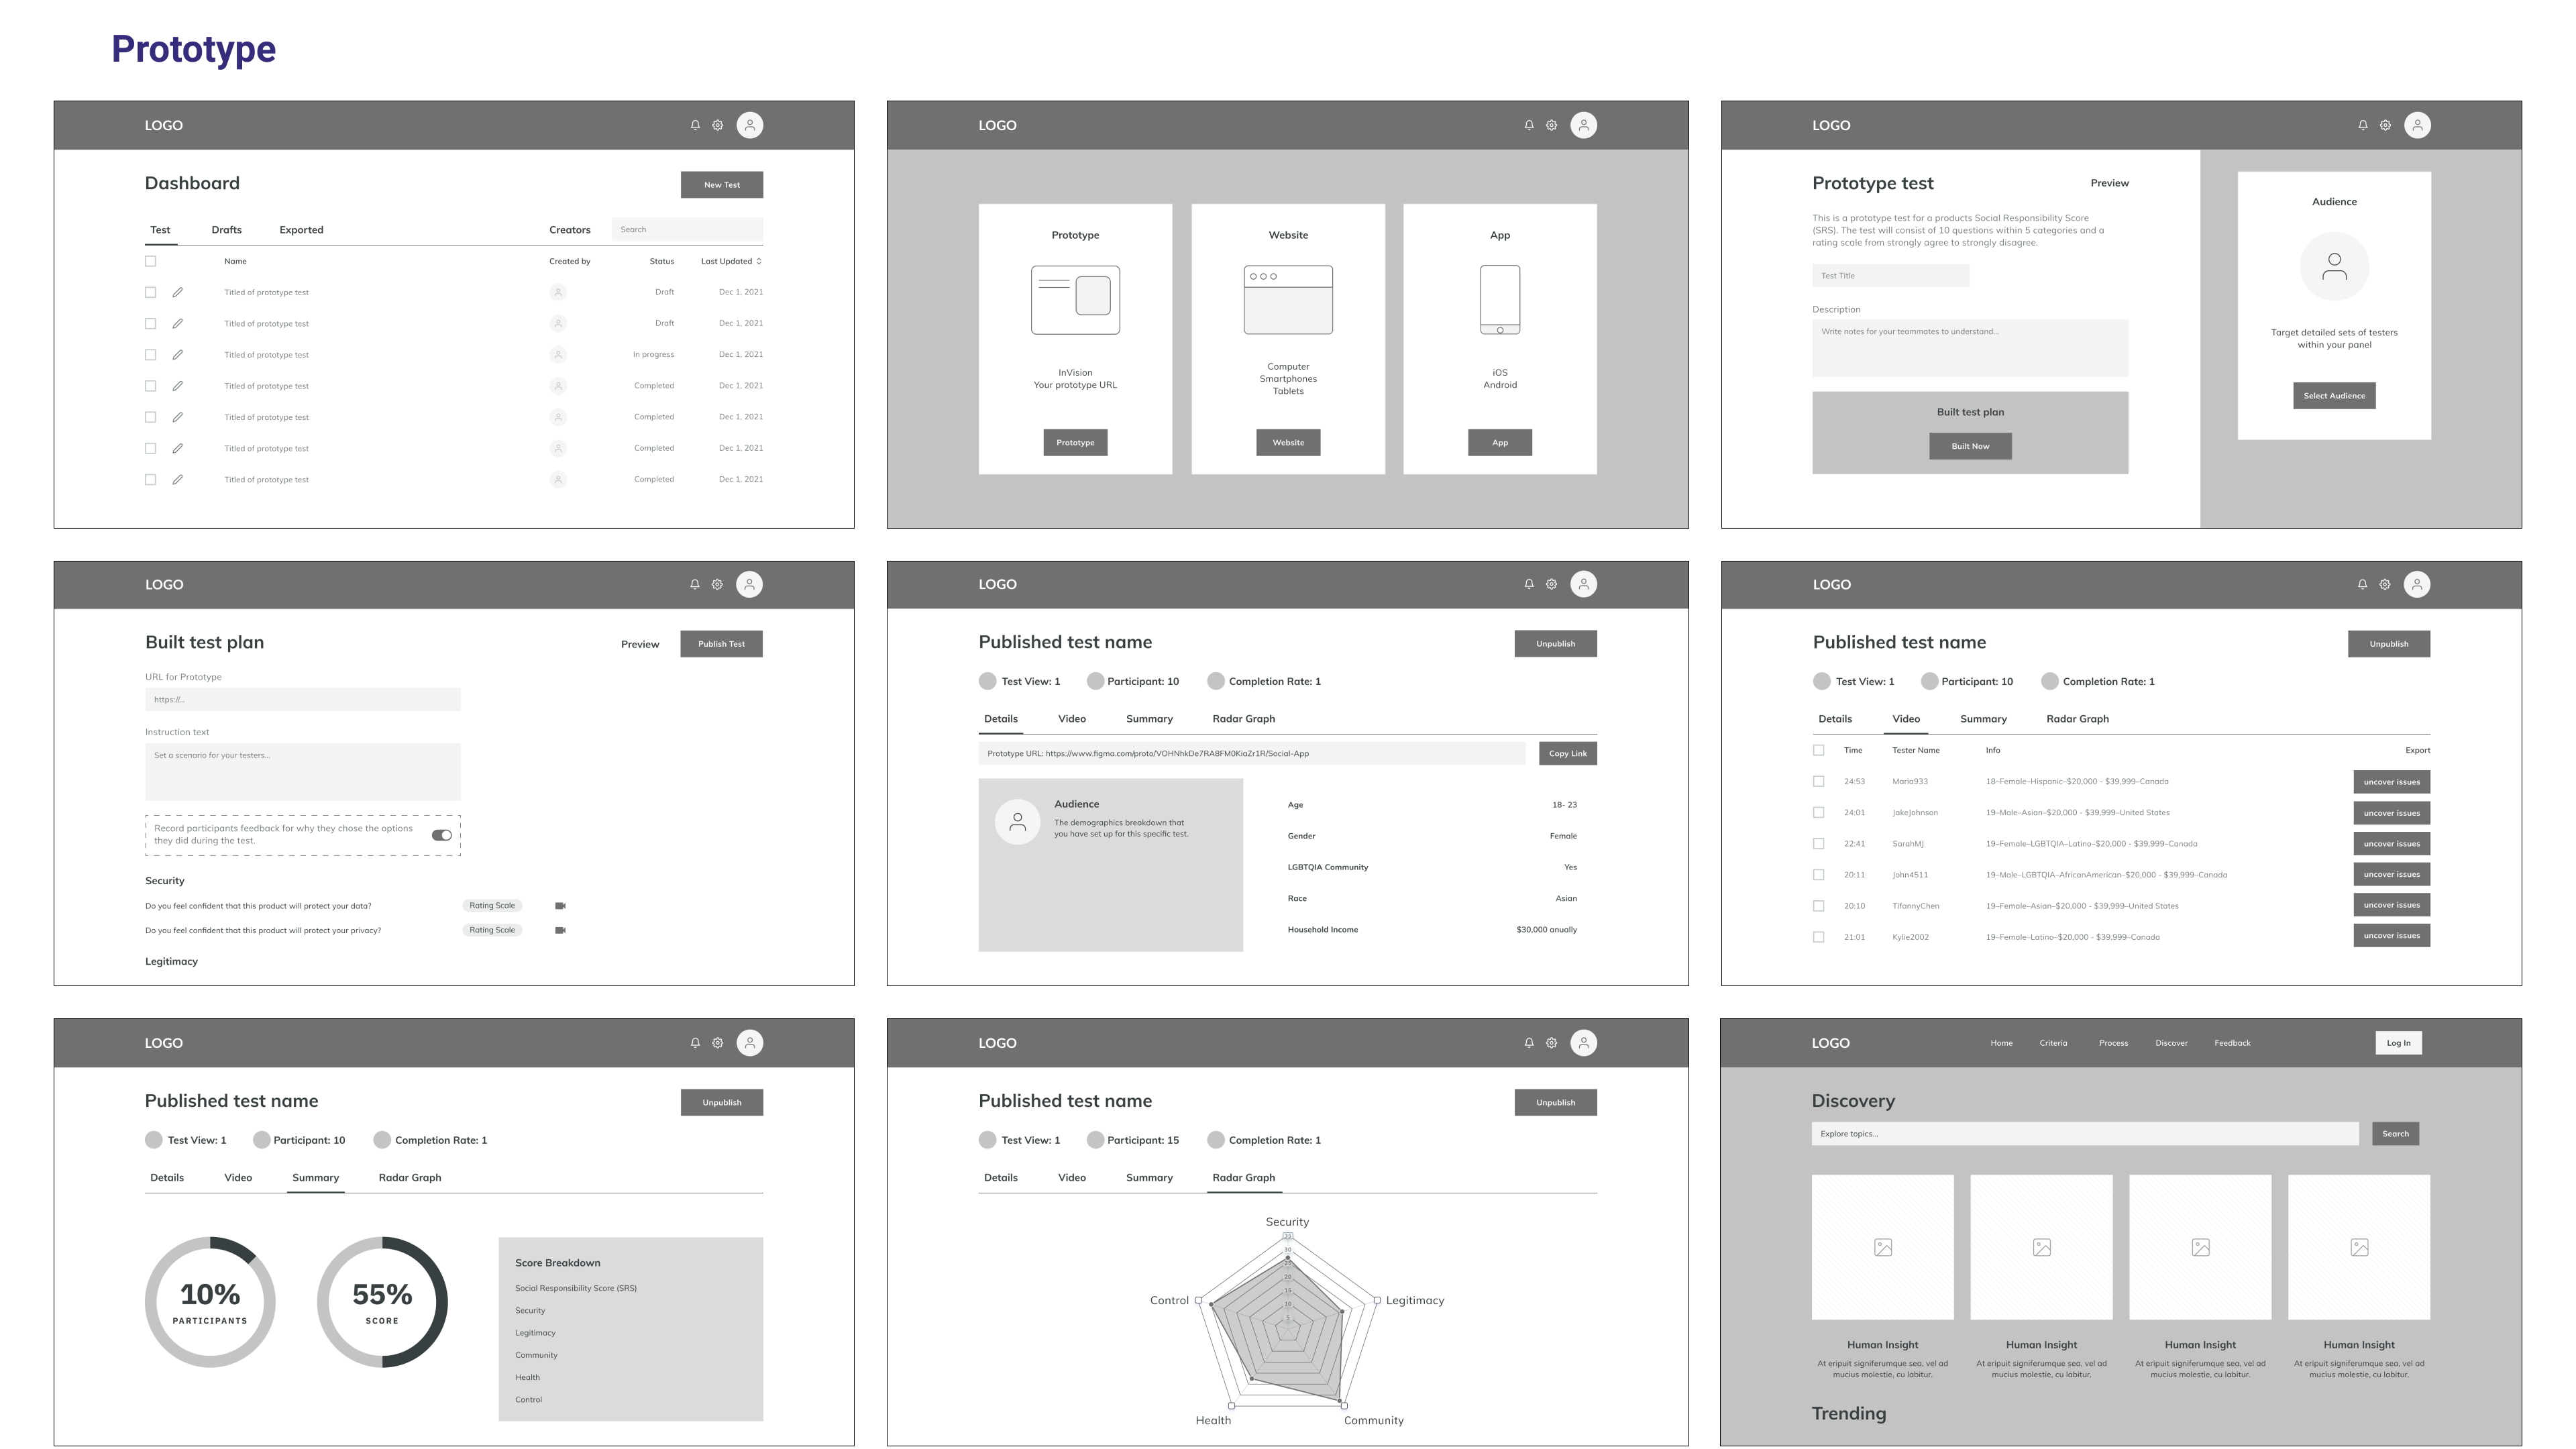 Prototype
LOGO
Dashboard
New Test
Test Drafts Exported Creators Search
Name Created by Status Last Updated
Titled of prototype test Draft Dec 1, 2021
Titled of prototype test Draft Dec 1, 2021
Titled of prototype test In progress Dec 1, 2021
Titled of prototype test Completed Dec 1, 2021
Titled of prototype test Completed Dec 1, 2021
Titled of prototype test Completed Dec 1, 2021
Titled of prototype test Completed Dec 1, 2021
LOGO
Prototype
InVision
Your prototype URL
Prototype
Website
Computer
Smartphones
Tablets
Website
App
iOS
Android
App
LOGO
Prototype test
Preview
This is a prototype test for a products Social Responsibility Score
(SRS). The test will consist of 10 questions within 5 categories and a
rating scale from strongly agree to strongly disagree.
Test Title
Description
Write notes for your teammates to understand...
Built test plan
Built Now
Audience
Target detailed sets of testers
within your panel
Select Audience
LOGO
Built test plan
Preview
Publish Test
URL for Prototype
https://...
Instruction text
Set a scenario for your testers...
Record participants feedback for why they chose the options
they did during the test.
Security
Do you feel confident that this product will protect your data? Rating Scale
Do you feel confident that this product will protect your privacy? Rating Scale
Legitimacy
LOGO
Published test name
Unpublish
Test View: 1 Participant: 10 Completion Rate: 1
Details Video Summary Radar Graph
Prototype URL: https://www.figma.com/proto/VOHNhkDe7RA8FM0KiaZr1R/Social-App
Copy Link
Audience
The demographics breakdown that
you have set up for this specific test.
Age 18- 23
Gender Female
LGBTQIA Community Yes
Race Asian
Household Income $30,000 anually
LOGO
Published test name
Unpublish
Test View: 1 Participant: 10 Completion Rate: 1
Details Video Summary Radar Graph
Time Tester Name Info Export
24:53 Maria933 18–Female–Hispanic–$20,000 - $39,999–Canada uncover issues
24:01 JakeJohnson 19–Male–Asian–$20,000 - $39,999–United States uncover issues
22:41 SarahMJ 19–Female–LGBTQIA–Latino–$20,000 - $39,999–Canada uncover issues
20:11 John4511 19–Male–LGBTQIA–AfricanAmerican–$20,000 - $39,999–Canada uncover issues
20:10 TifannyChen 19–Female–Asian–$20,000 - $39,999–United States uncover issues
21:01 Kylie2002 19–Female–Latino–$20,000 - $39,999–Canada uncover issues
LOGO
Published test name
Unpublish
Test View: 1 Participant: 10 Completion Rate: 1
Details Video Summary Radar Graph
10%
PARTICIPANTS
55%
SCORE
Score Breakdown
Social Responsibility Score (SRS)
Security
Legitimacy
Community
Health
Control
LOGO
Published test name
Unpublish
Test View: 1 Participant: 15 Completion Rate: 1
Details Video Summary Radar Graph
Security
35
30
25
20
15
10
5
Control
Legitimacy
Health
Community
LOGO
Home Criteria Process Discover Feedback
Log In
Discovery
Explore topics...
Search
Human Insight
At eripuit signiferumque sea, vel ad
mucius molestie, cu labitur.
Human Insight
At eripuit signiferumque sea, vel ad
mucius molestie, cu labitur.
Human Insight
At eripuit signiferumque sea, vel ad
mucius molestie, cu labitur.
Human Insight
At eripuit signiferumque sea, vel ad
mucius molestie, cu labitur.
Trending